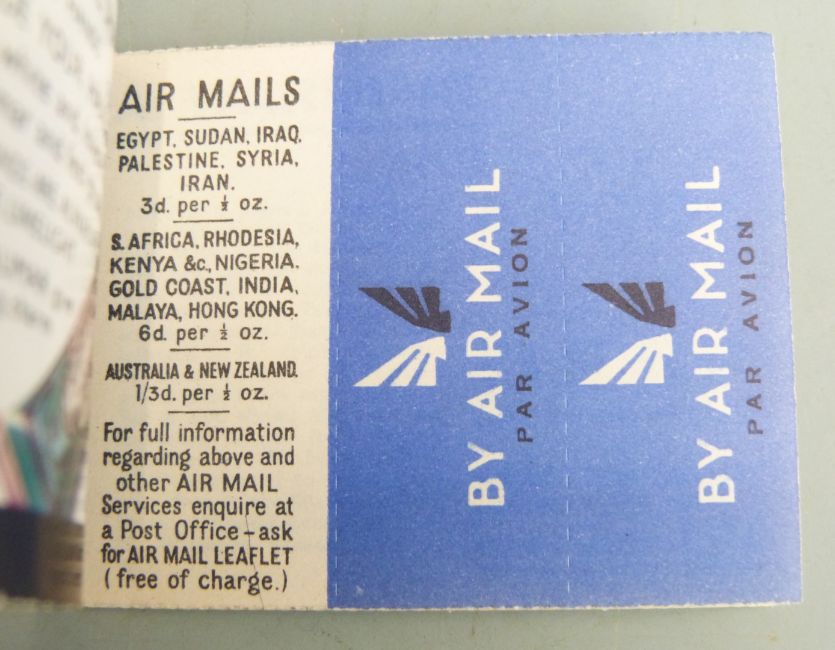 AIR MAILS
EGYPT, SUDAN, IRAQ,
PALESTINE, SYRIA,
IRAN.
3d. per ½ oz.
S. AFRICA, RHODESIA,
KENYA &c., NIGERIA.
GOLD COAST, INDIA,
MALAYA, HONG KONG.
6d. per ½ oz.
AUSTRALIA & NEW ZEALAND.
1/3d. per ½ oz.
For full information
regarding above and
other AIR MAIL
Services enquire at
a Post Office-ask
for AIR MAIL LEAFLET
(free of charge.)
BY AIR MAIL
PAR AVION
BY AIR MAIL
PAR AVION